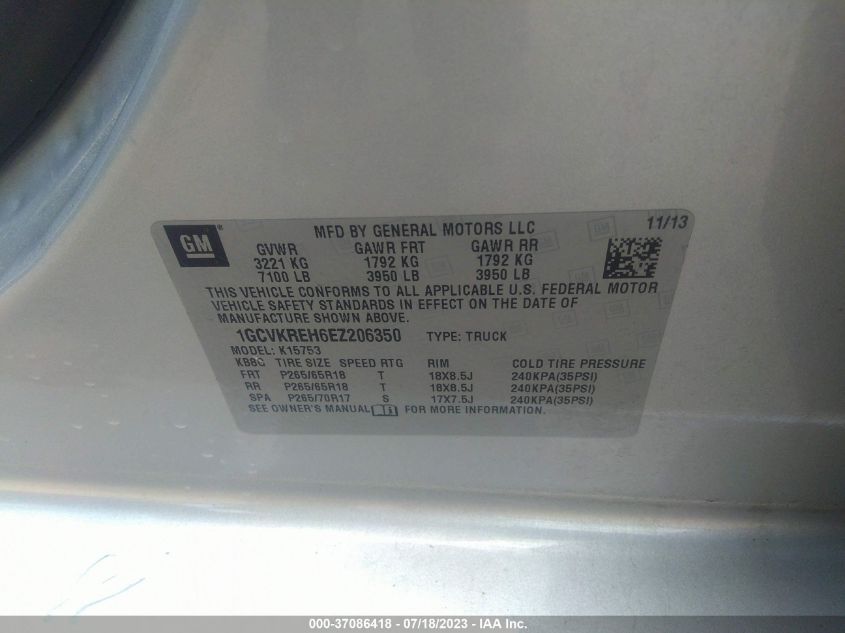 GM®
MFD BY GENERAL MOTORS LLC
11/13
GVWR GAWR FRT GAWR RR
3221 KG 1792 KG 1792 KG
7100 LB 3950 LB 3950 LB
THIS VEHICLE CONFORMS TO ALL APPLICABLE U.S. FEDERAL MOTOR
VEHICLE SAFETY STANDARDS IN EFFECT ON THE DATE OF
MANUFACTURE SHOWN ABOVE.
1GCVKREH6EZ206350 TYPE: TRUCK
MODEL: K15753
KB8G TIRE SIZE SPEED RTG RIM COLD TIRE PRESSURE
FRT P265/65R18 T 18X8.5J 240KPA(35PSI)
RR P265/65R18 T 18X8.5J 240KPA(35PSI)
SPA P265/70R17 S 17X7.5J 240KPA(35PSI)
SEE OWNER'S MANUAL FOR MORE INFORMATION.
000-37086418 - 07/18/2023 - IAA Inc.